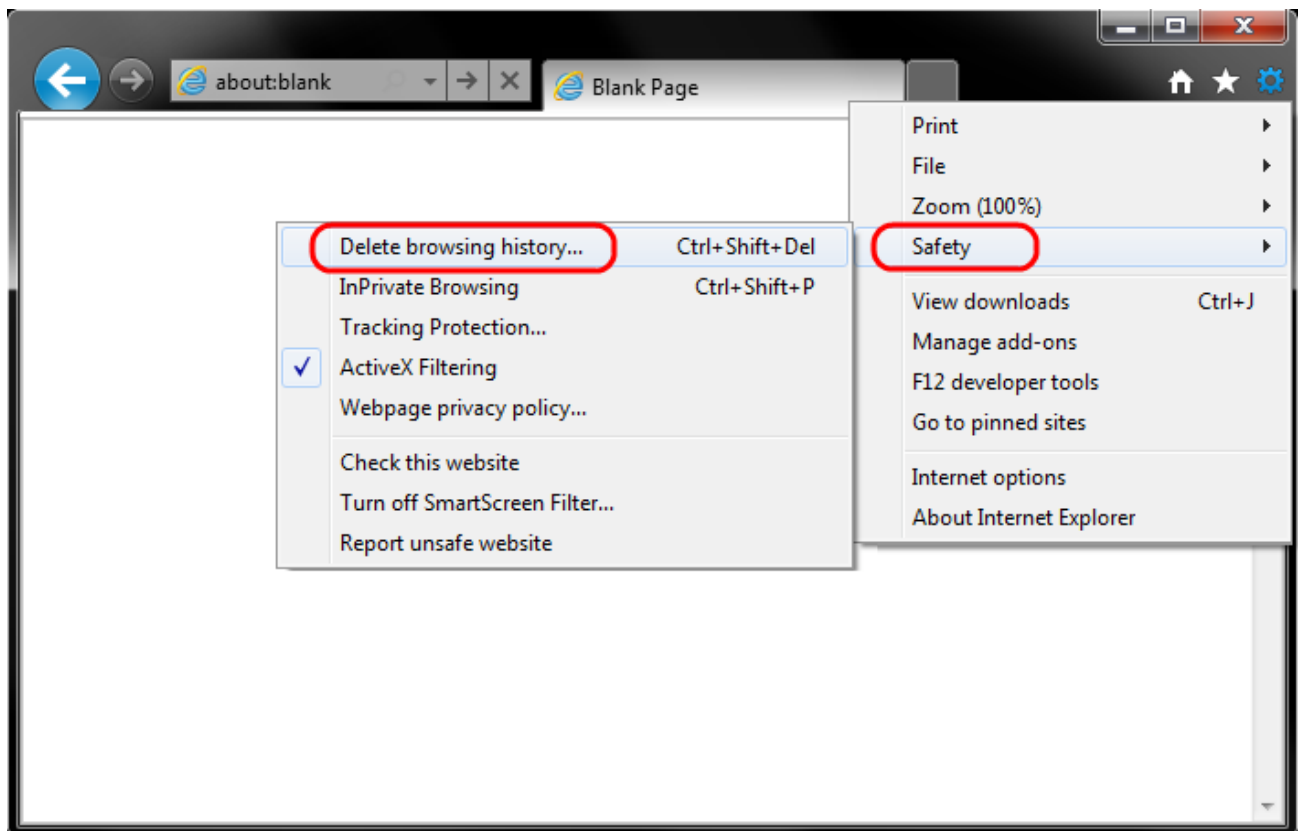 about:blank
Blank Page
Print
File
Zoom (100%)
Safety
View downloads Ctrl+J
Manage add-ons
F12 developer tools
Go to pinned sites
Internet options
About Internet Explorer
Delete browsing history... Ctrl+Shift+Del
InPrivate Browsing Ctrl+Shift+P
Tracking Protection...
ActiveX Filtering
Webpage privacy policy...
Check this website
Turn off SmartScreen Filter...
Report unsafe website